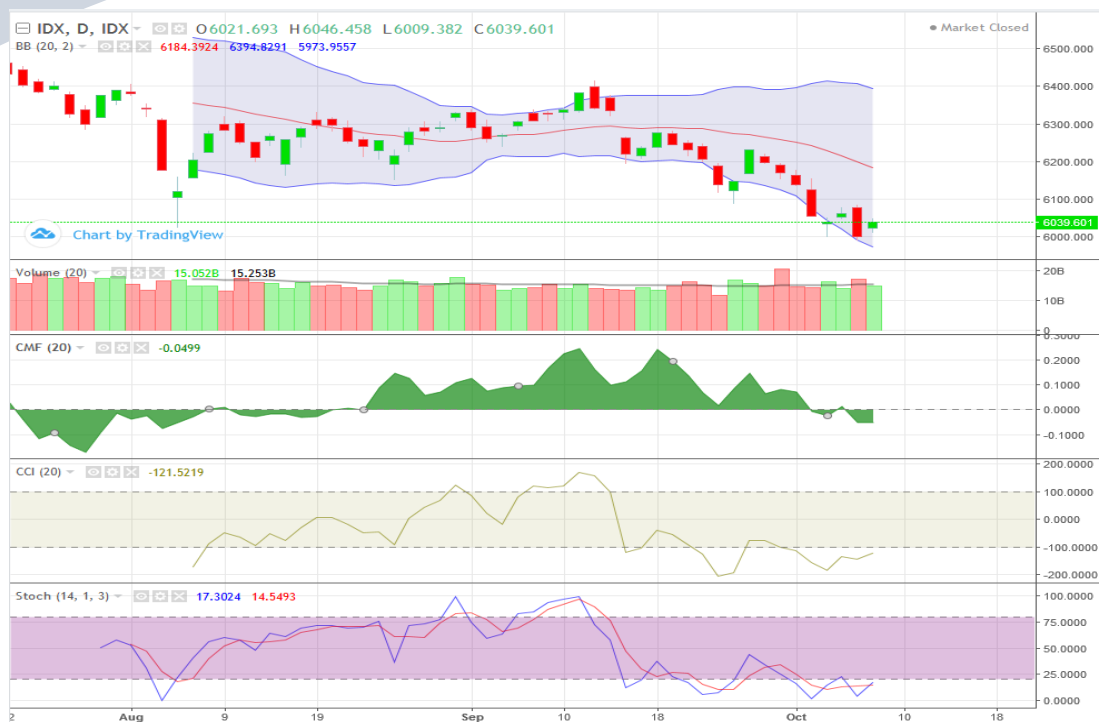 IDX, D, IDX O6021.693 H6046.458 L6009.382 C6039.601
Market Closed
BB (20, 2) 6184.3924 6394.8291 5973.9557
6500.000
6400.000
6300.000
6200.000
6100.000
6039.601
6000.000
Chart by TradingView
Volume (20) 15.052B 15.253B
20B
10B
0
0.3000
CMF (20) -0.0499
0.2000
0.1000
0.0000
-0.1000
CCI (20) -121.5219
200.0000
100.0000
0.0000
-100.0000
-200.0000
Stoch (14, 1, 3) 17.3024 14.5493
100.0000
75.0000
50.0000
25.0000
0.0000
2 Aug 9 19 Sep 10 18 Oct 10 18